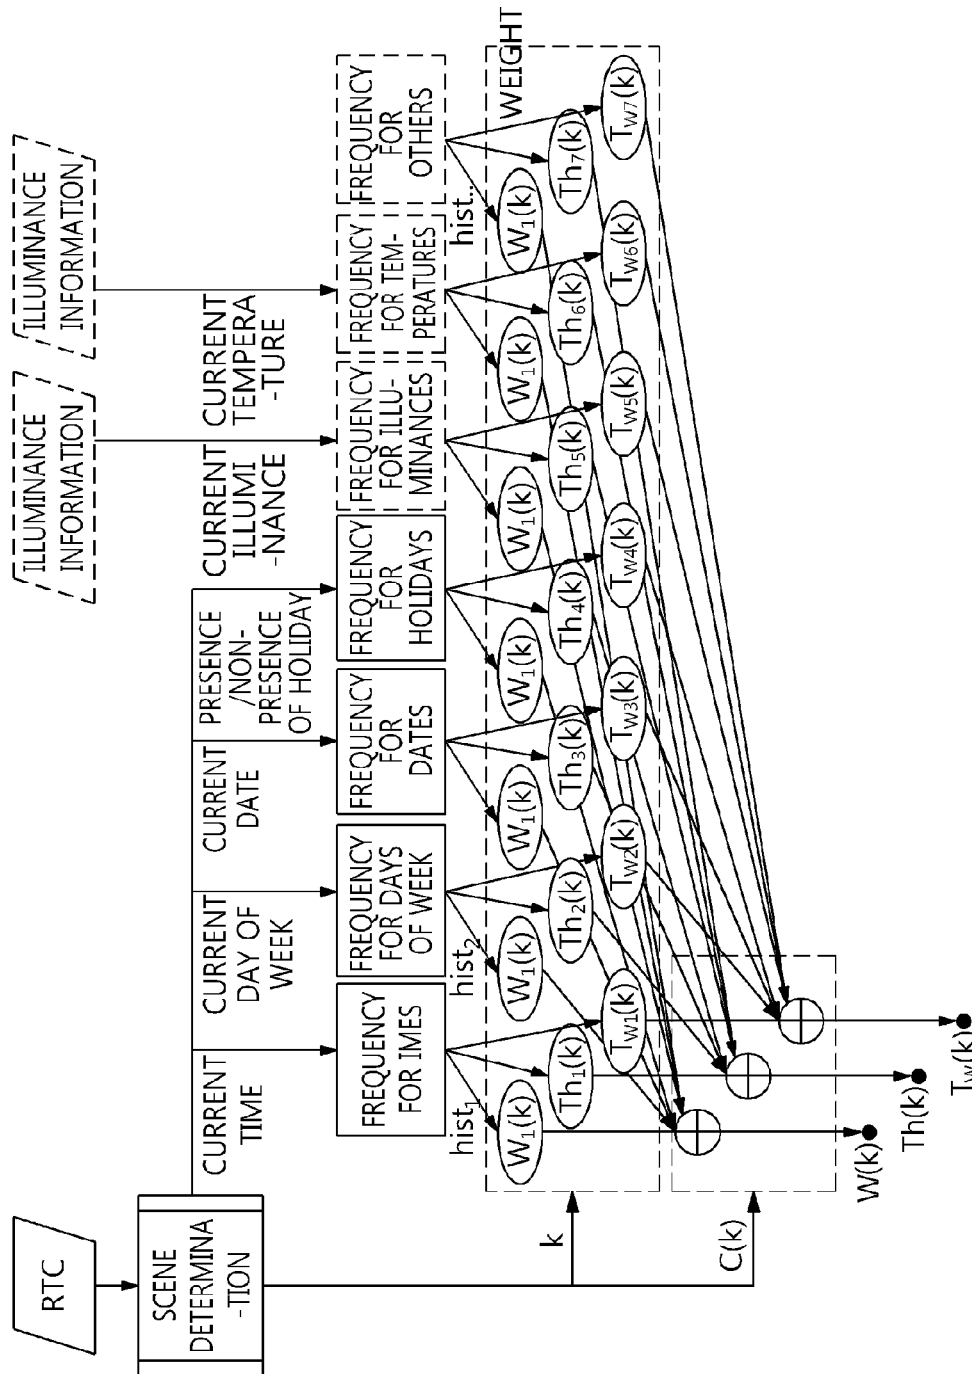 RTC
SCENE
DETERMINA
-TION
ILLUMINANCE
INFORMATION
ILLUMINANCE
INFORMATION
CURRENT
TIME
CURRENT
DAY OF
WEEK
CURRENT
DATE
PRESENCE
/NON-
PRESENCE
OF HOLIDAY
CURRENT
ILLUMI
-NANCE
CURRENT
TEMPERA
-TURE
FREQUENCY
FOR IMES
FREQUENCY
FOR DAYS
OF WEEK
FREQUENCY
FOR
DATES
FREQUENCY
FOR
HOLIDAYS
FREQUENCY
FOR ILLU-
MINANCES
FREQUENCY
FOR TEM-
PERATURES
FREQUENCY
FOR
OTHERS
hist1
hist2
hist...
WEIGHT
k
W1(k)
W1(k)
W1(k)
W1(k)
W1(k)
W1(k)
W1(k)
Th1(k)
Th2(k)
Th3(k)
Th4(k)
Th5(k)
Th6(k)
Th7(k)
TW1(k)
TW2(k)
TW3(k)
TW4(k)
TW5(k)
TW6(k)
TW7(k)
C(k)
W(k)
Th(k)
Tw(k)